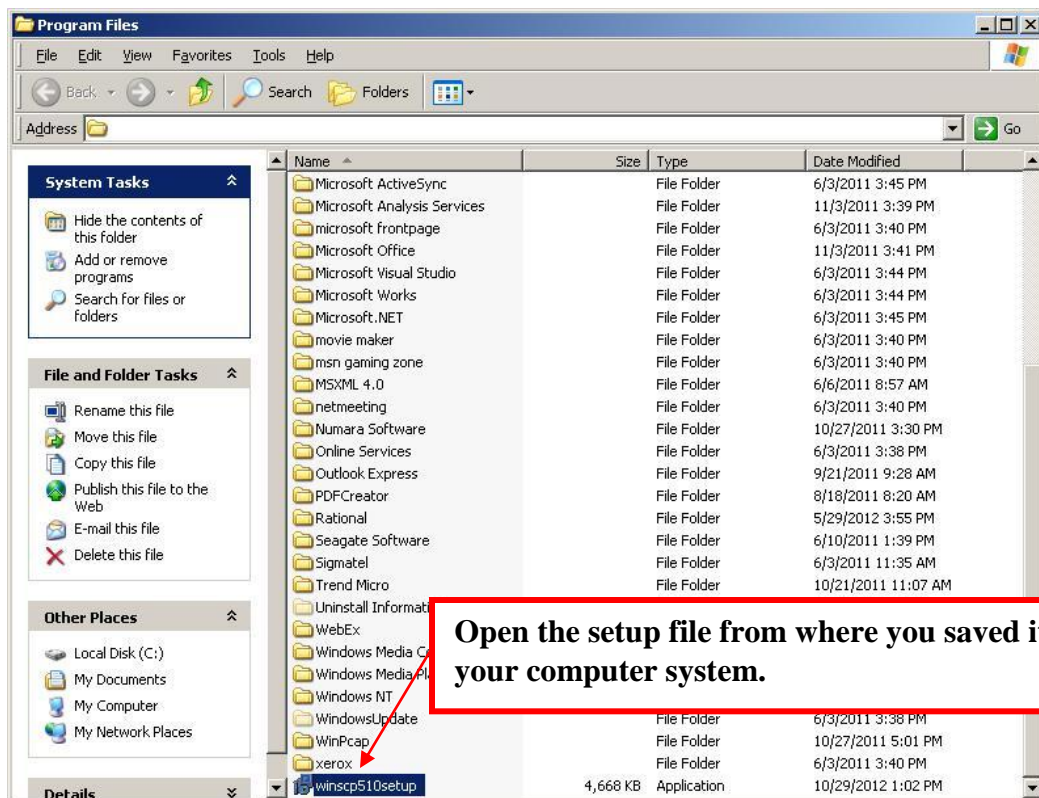 Program Files
File Edit View Favorites Tools Help
Back Search Folders
Address Go
System Tasks
Hide the contents of
this folder
Add or remove
programs
Search for files or
folders
File and Folder Tasks
Rename this file
Move this file
Copy this file
Publish this file to the
Web
E-mail this file
Delete this file
Other Places
Local Disk (C:)
My Documents
My Computer
My Network Places
Details
Name Size Type Date Modified
Microsoft ActiveSync File Folder 6/3/2011 3:45 PM
Microsoft Analysis Services File Folder 11/3/2011 3:39 PM
microsoft frontpage File Folder 6/3/2011 3:40 PM
Microsoft Office File Folder 11/3/2011 3:41 PM
Microsoft Visual Studio File Folder 6/3/2011 3:44 PM
Microsoft Works File Folder 6/3/2011 3:44 PM
Microsoft.NET File Folder 6/3/2011 3:45 PM
movie maker File Folder 6/3/2011 3:40 PM
msn gaming zone File Folder 6/3/2011 3:40 PM
MSXML 4.0 File Folder 6/6/2011 8:57 AM
netmeeting File Folder 6/3/2011 3:40 PM
Numara Software File Folder 10/27/2011 3:30 PM
Online Services File Folder 6/3/2011 3:38 PM
Outlook Express File Folder 9/21/2011 9:28 AM
PDFCreator File Folder 8/18/2011 8:20 AM
Rational File Folder 5/29/2012 3:55 PM
Seagate Software File Folder 6/10/2011 1:39 PM
Sigmatel File Folder 6/3/2011 11:35 AM
Trend Micro File Folder 10/21/2011 11:07 AM
Uninstall Informati
WebEx
Windows Media C
Windows Media Pl
Windows NT
WindowsUpdate File Folder 6/3/2011 3:38 PM
WinPcap File Folder 10/27/2011 5:01 PM
xerox File Folder 6/3/2011 3:40 PM
winscp510setup 4,668 KB Application 10/29/2012 1:02 PM
Open the setup file from where you saved i
your computer system.